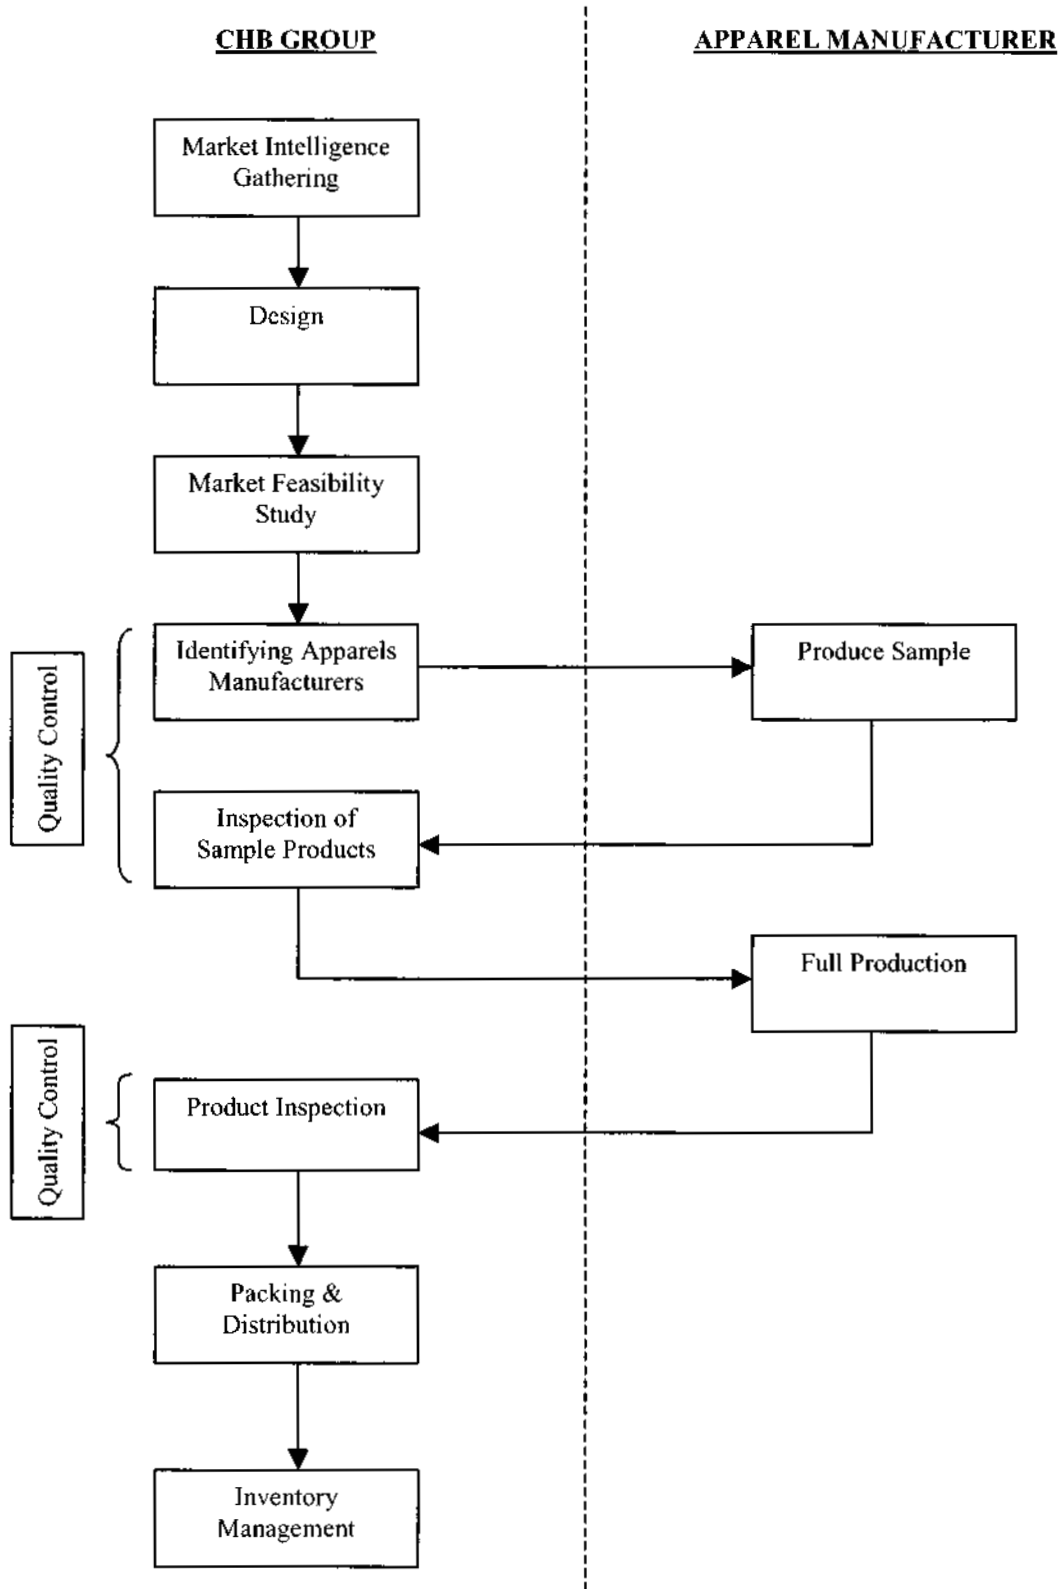 CHB GROUP
APPAREL MANUFACTURER
Market Intelligence
Gathering
Design
Market Feasibility
Study
Quality Control
Identifying Apparels
Manufacturers
Produce Sample
Inspection of
Sample Products
Full Production
Quality Control
Product Inspection
Packing &
Distribution
Inventory
Management